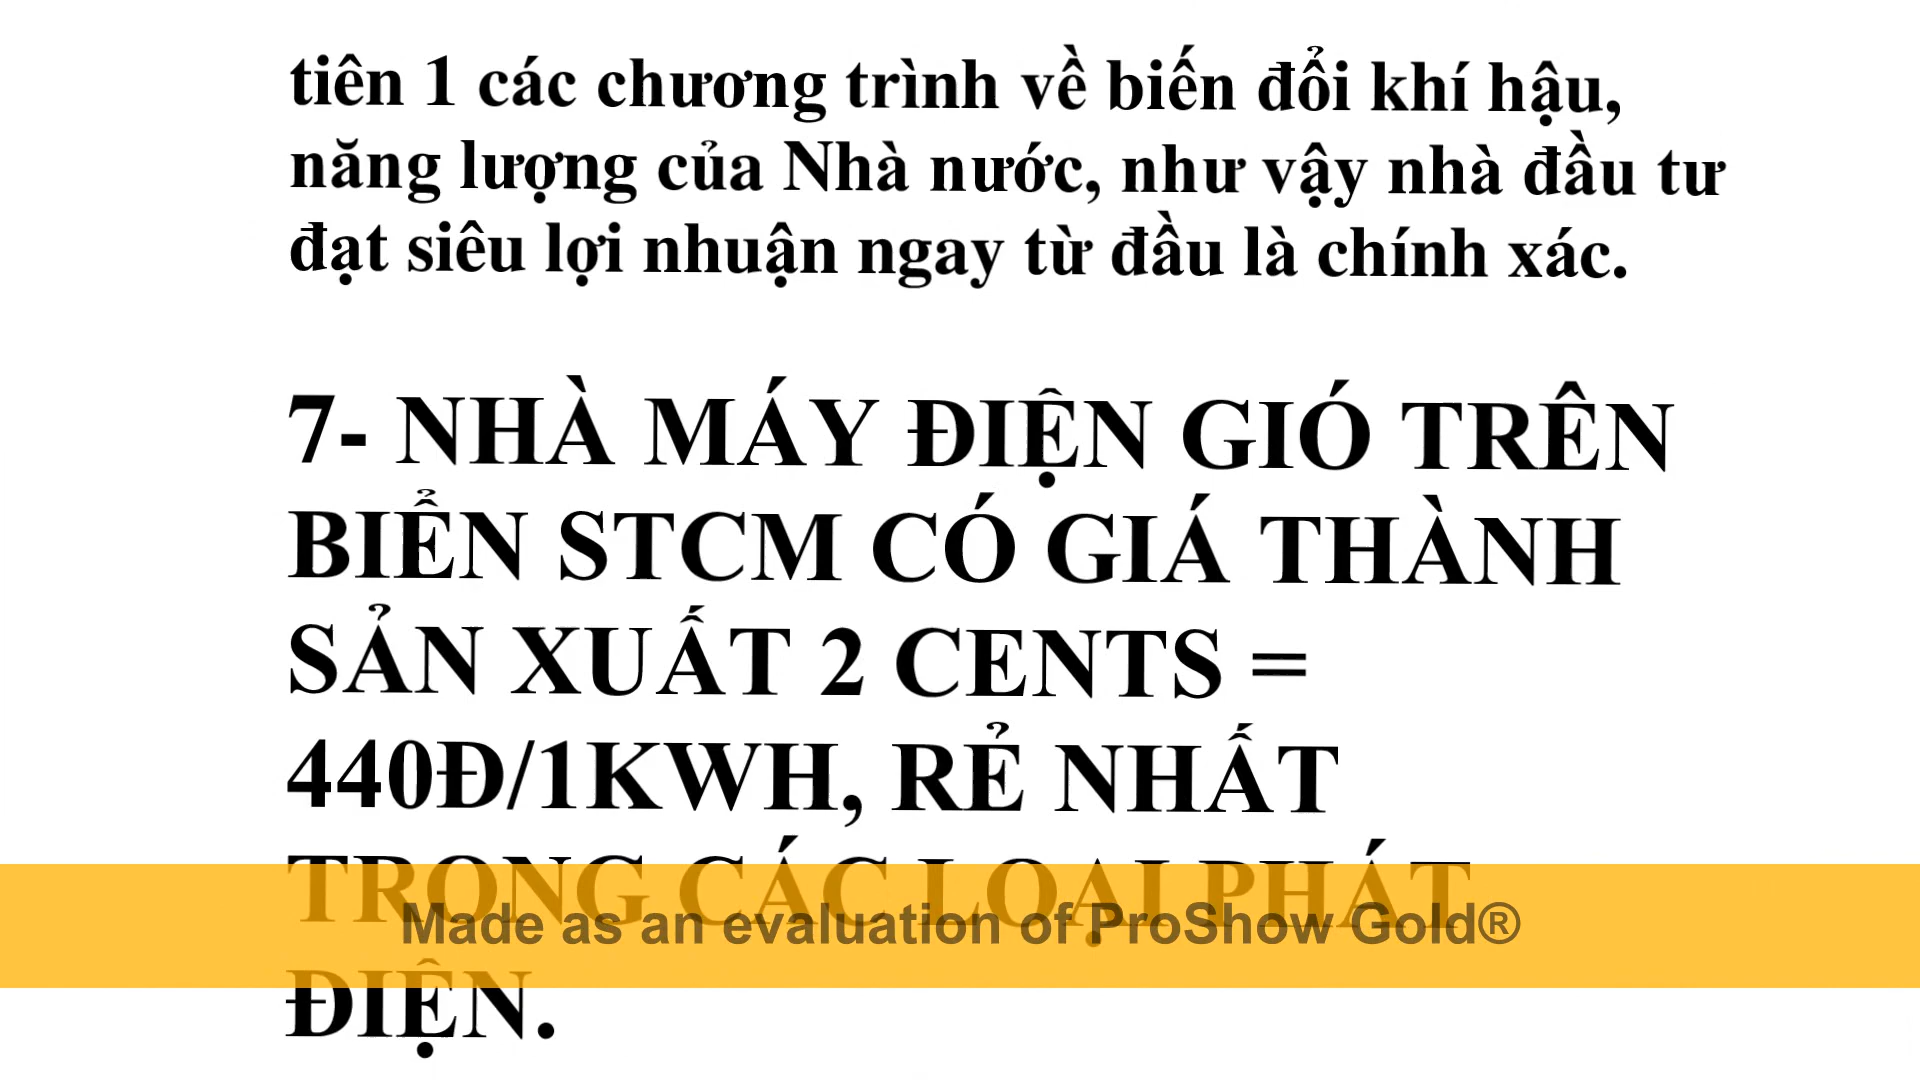 tiên 1 các chương trình về biến đổi khí hậu,
năng lượng của Nhà nước, như vậy nhà đầu tư
đạt siêu lợi nhuận ngay từ đầu là chính xác.
7- NHÀ MÁY ĐIỆN GIÓ TRÊN
BIỂN STCM CÓ GIÁ THÀNH
SẢN XUẤT 2 CENTS =
440Đ/1KWH, RẺ NHẤT
TRONG CÁC LOẠI PHÁT
Made as an evaluation of ProShow Gold®
ĐIỆN.